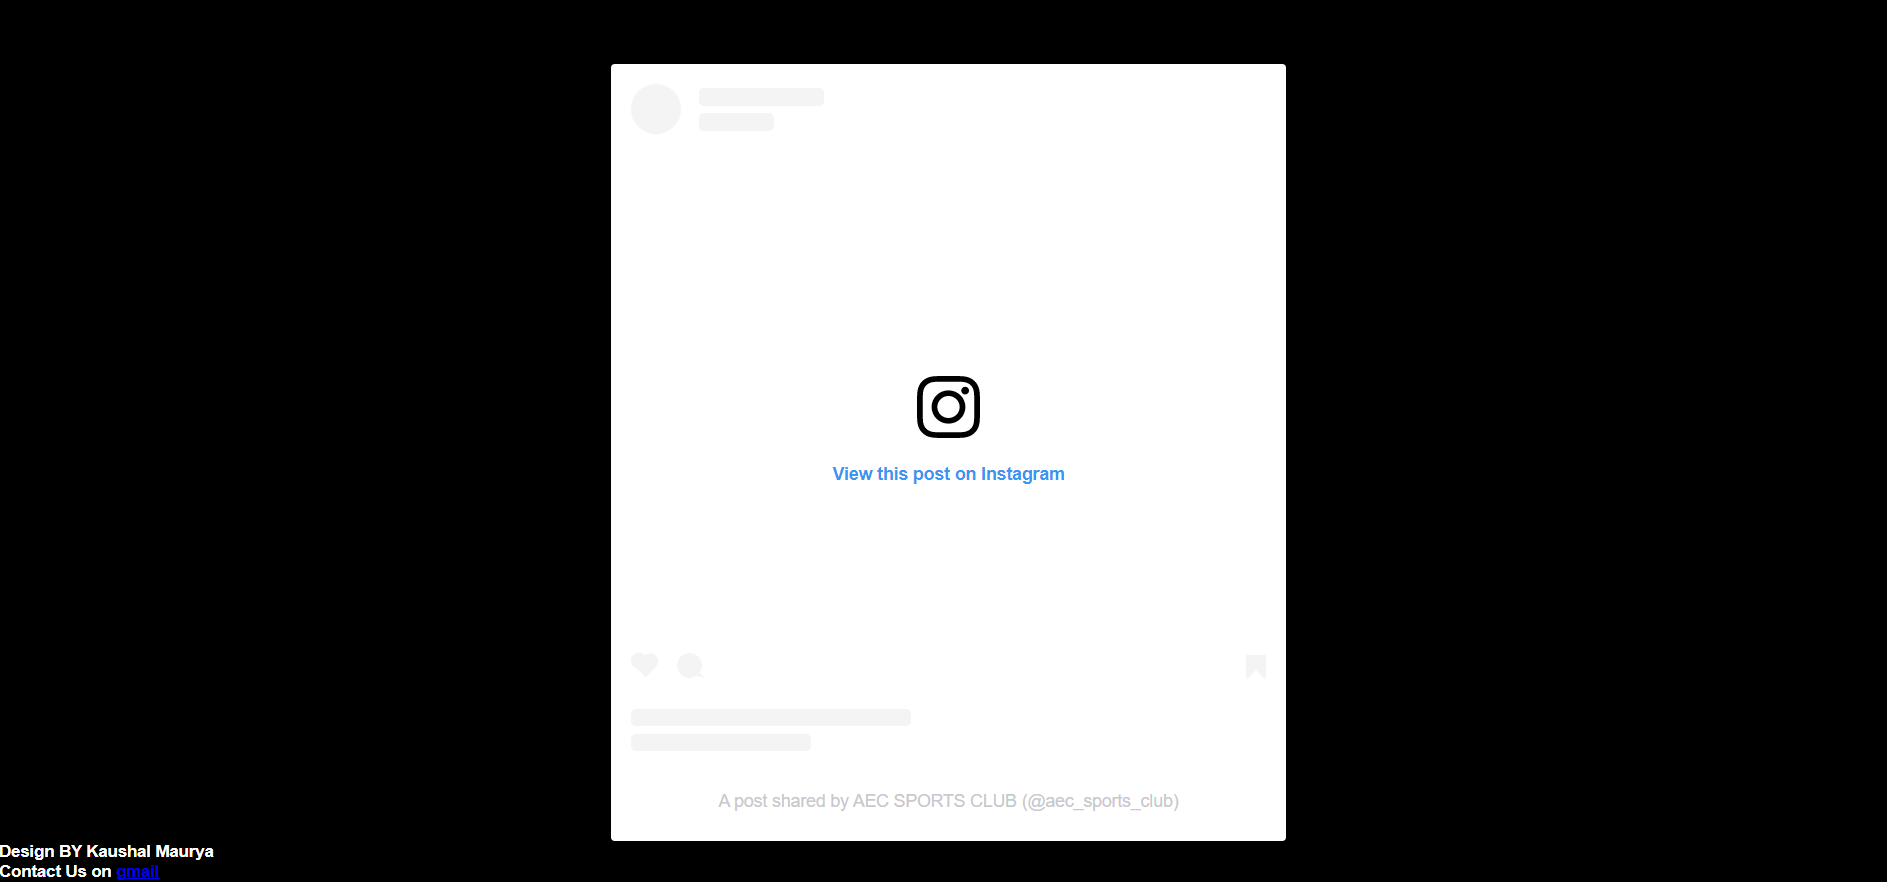 View this post on Instagram
A post shared by AEC SPORTS CLUB (@aec_sports_club)
Design BY Kaushal Maurya
Contact Us on gmail